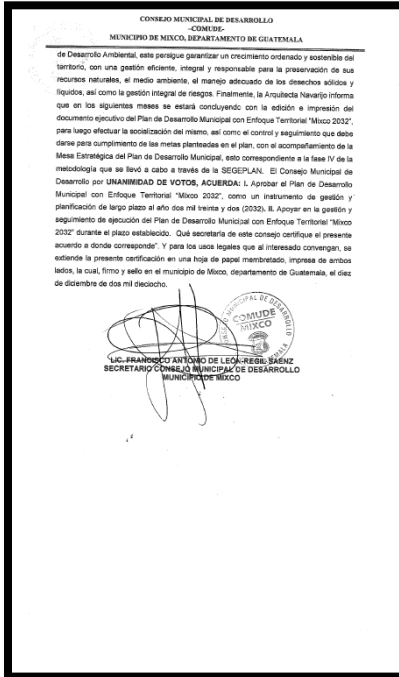 CONSEJO MUNICIPAL DE DESARROLLO
-COMUDE-
MUNICIPIO DE MIXCO, DEPARTAMENTO DE GUATEMALA
de Desarrollo Ambiental, este persigue garantizar un crecimiento ordenado y sostenible del
territorio, con una gestión eficiente, integral y responsable para la preservación de sus
recursos naturales, el medio ambiente, el manejo adecuado de los desechos sólidos y
líquidos, así como la gestión integral de riesgos. Finalmente, la Arquitecta Navarijo informa
que en los siguientes meses se estará concluyendo con la edición e impresión del
documento ejecutivo del Plan de Desarrollo Municipal con Enfoque Territorial "Mixco 2032",
para luego efectuar la socialización del mismo, así como el control y seguimiento que debe
darse para cumplimiento de las metas planteadas en el plan, con el acompañamiento de la
Mesa Estratégica del Plan de Desarrollo Municipal, esto correspondiente a la fase IV de la
metodología que se llevó a cabo a través de la SEGEPLAN. El Consejo Municipal de
Desarrollo por UNANIMIDAD DE VOTOS, ACUERDA: I. Aprobar el Plan de Desarrollo
Municipal con Enfoque Territorial "Mixco 2032", como un instrumento de gestión y
planificación de largo plazo al año dos mil treinta y dos (2032). II. Apoyar en la gestión y
seguimiento de ejecución del Plan de Desarrollo Municipal con Enfoque Territorial "Mixco
2032" durante el plazo establecido. Qué secretaría de este consejo certifique el presente
acuerdo a donde corresponde". Y para los usos legales que al interesado convengan, se
extiende la presente certificación en una hoja de papel membretado, impresa de ambos
lados, la cual, firmo y sello en el municipio de Mixco, departamento de Guatemala, el diez
de diciembre de dos mil dieciocho.
CONSEJO MUNICIPAL DE DESARROLLO
COMUDE
MIXCO
GUATEMALA
LIC. FRANCISCO ANTONIO DE LEÓN-REGIL SAENZ
SECRETARIO CONSEJO MUNICIPAL DE DESARROLLO
MUNICIPIO DE MIXCO